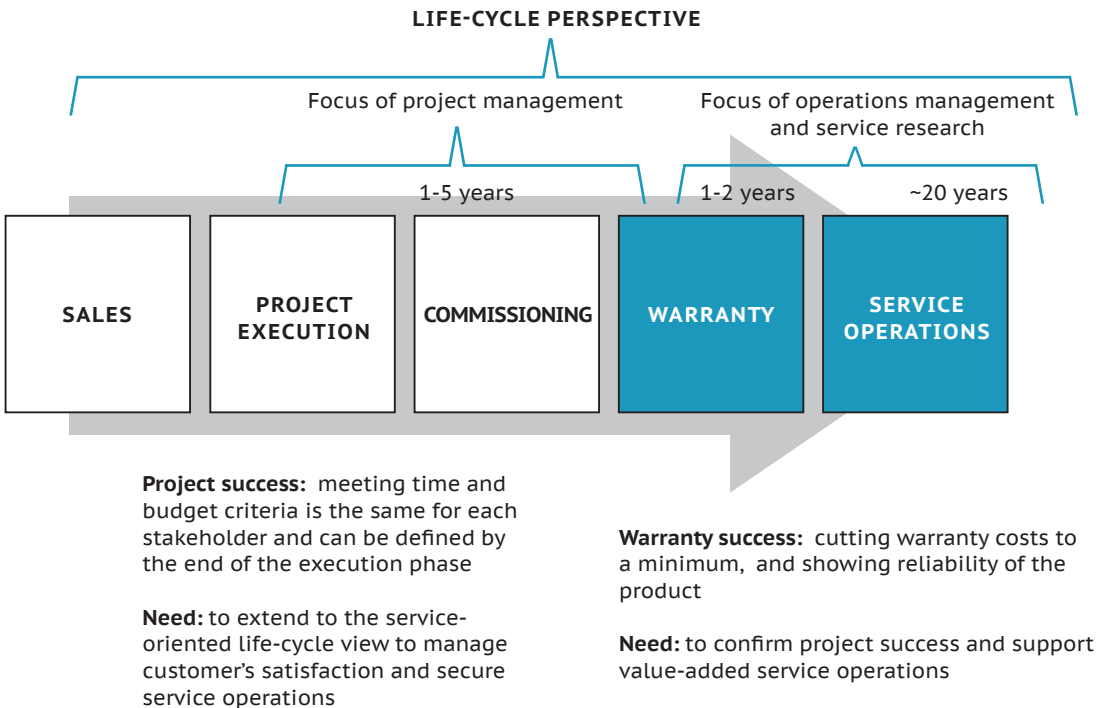 LIFE-CYCLE PERSPECTIVE
Focus of project management
Focus of operations management
and service research
1-5 years
1-2 years
~20 years
SALES
PROJECT
EXECUTION
COMMISSIONING
WARRANTY
SERVICE
OPERATIONS
Project success: meeting time and
budget criteria is the same for each
stakeholder and can be defined by
the end of the execution phase
Need: to extend to the service-
oriented life-cycle view to manage
customer's satisfaction and secure
service operations
Warranty success: cutting warranty costs to
a minimum, and showing reliability of the
product
Need: to confirm project success and support
value-added service operations